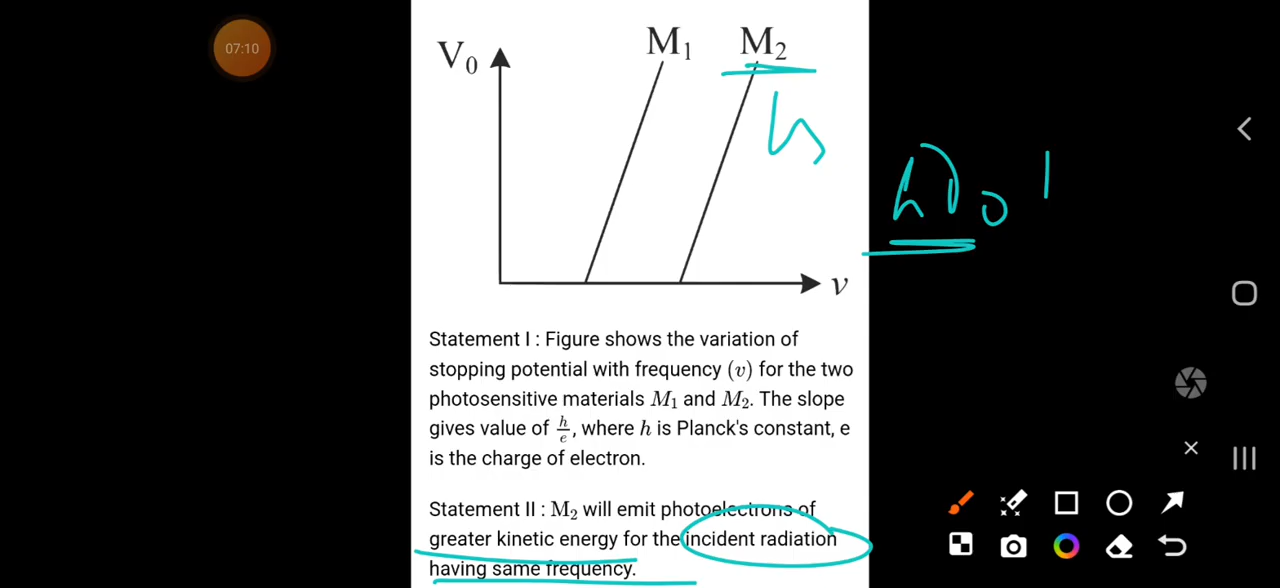 07:10
V₀
M₁ M₂
h
hν₀
ν
Statement I : Figure shows the variation of
stopping potential with frequency (v) for the two
photosensitive materials M₁ and M₂. The slope
gives value of h/e, where h is Planck's constant, e
is the charge of electron.
Statement II : M₂ will emit photoelectrons of
greater kinetic energy for the incident radiation
having same frequency.